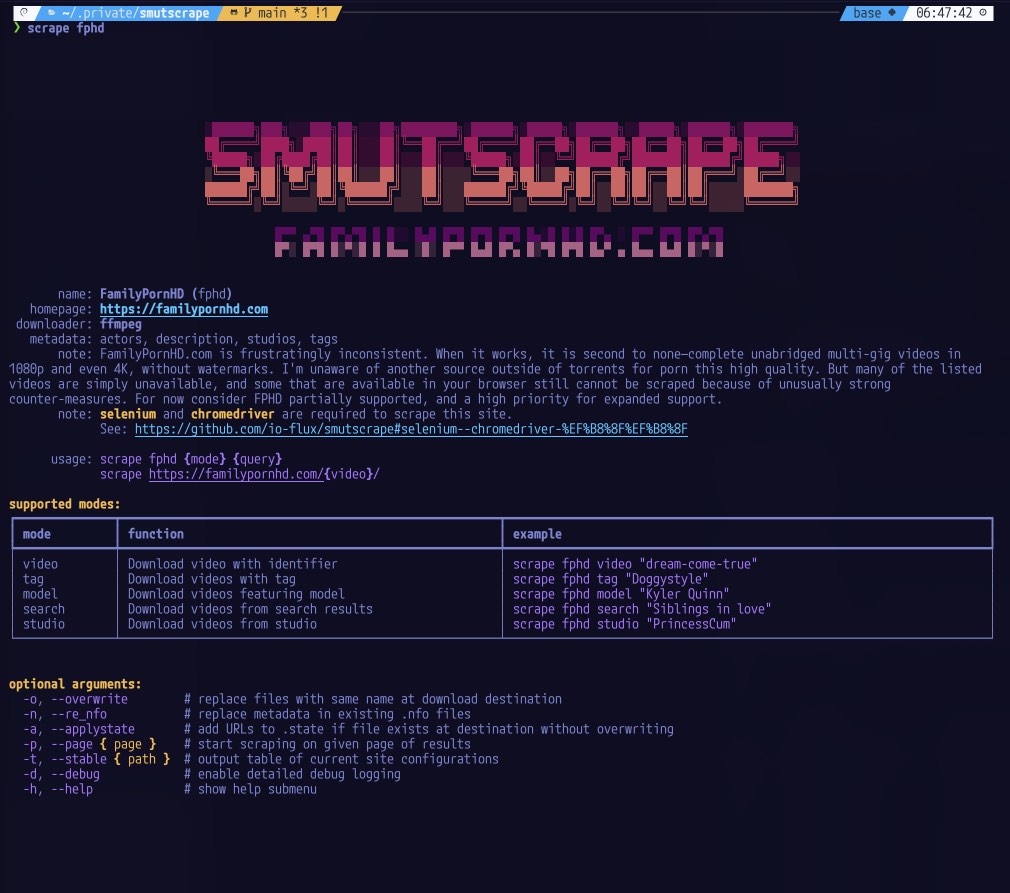 ~/.private/smutscrape main *3 !1 base 06:47:42
❯ scrape fphd
SMUTSCRAPE
FAMILYPORNHD.COM
name: FamilyPornHD (fphd)
homepage: https://familypornhd.com
downloader: ffmpeg
metadata: actors, description, studios, tags
note: FamilyPornHD.com is frustratingly inconsistent. When it works, it is second to none—complete unabridged multi-gig videos in
1080p and even 4K, without watermarks. I'm unaware of another source outside of torrents for porn this high quality. But many of the listed
videos are simply unavailable, and some that are available in your browser still cannot be scraped because of unusually strong
counter-measures. For now consider FPHD partially supported, and a high priority for expanded support.
note: selenium and chromedriver are required to scrape this site.
See: https://github.com/io-flux/smutscrape#selenium--chromedriver-%EF%B8%8F%EF%B8%8F
usage: scrape fphd {mode} {query}
scrape https://familypornhd.com/{video}/
supported modes:
mode function example
video Download video with identifier scrape fphd video "dream-come-true"
tag Download videos with tag scrape fphd tag "Doggystyle"
model Download videos featuring model scrape fphd model "Kyler Quinn"
search Download videos from search results scrape fphd search "Siblings in love"
studio Download videos from studio scrape fphd studio "PrincessCum"
optional arguments:
-o, --overwrite # replace files with same name at download destination
-n, --re_nfo # replace metadata in existing .nfo files
-a, --applystate # add URLs to .state if file exists at destination without overwriting
-p, --page { page } # start scraping on given page of results
-t, --stable { path } # output table of current site configurations
-d, --debug # enable detailed debug logging
-h, --help # show help submenu